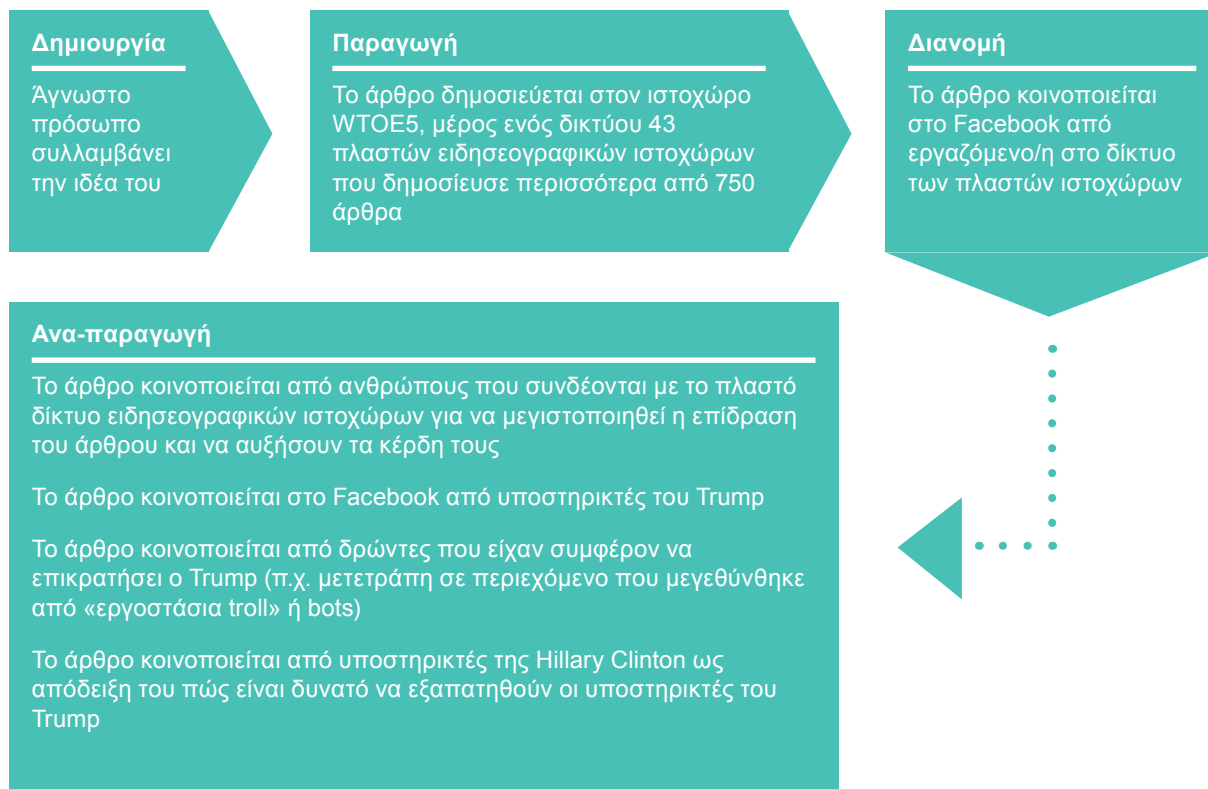 Δημιουργία
Άγνωστο
πρόσωπο
συλλαμβάνει
την ιδέα του
Παραγωγή
Το άρθρο δημοσιεύεται στον ιστοχώρο
WTOE5, μέρος ενός δικτύου 43
πλαστών ειδησεογραφικών ιστοχώρων
που δημοσίευσε περισσότερα από 750
άρθρα
Διανομή
Το άρθρο κοινοποιείται
στο Facebook από
εργαζόμενο/η στο δίκτυο
των πλαστών ιστοχώρων
Ανα-παραγωγή
Το άρθρο κοινοποιείται από ανθρώπους που συνδέονται με το πλαστό
δίκτυο ειδησεογραφικών ιστοχώρων για να μεγιστοποιηθεί η επίδραση
του άρθρου και να αυξήσουν τα κέρδη τους
Το άρθρο κοινοποιείται στο Facebook από υποστηρικτές του Trump
Το άρθρο κοινοποιείται από δρώντες που είχαν συμφέρον να
επικρατήσει ο Trump (π.χ. μετετράπη σε περιεχόμενο που μεγεθύνθηκε
από «εργοστάσια troll» ή bots)
Το άρθρο κοινοποιείται από υποστηρικτές της Hillary Clinton ως
απόδειξη του πώς είναι δυνατό να εξαπατηθούν οι υποστηρικτές του
Trump